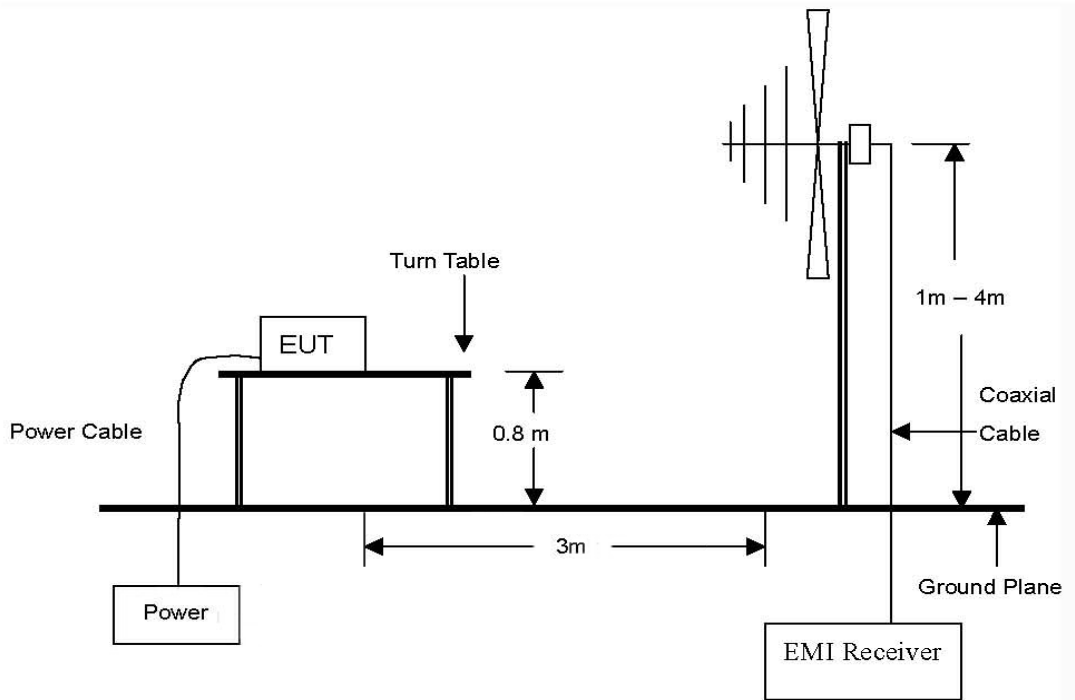 Turn Table
1m – 4m
EUT
Coaxial
Cable
Power Cable
0.8 m
3m
Ground Plane
Power
EMI Receiver